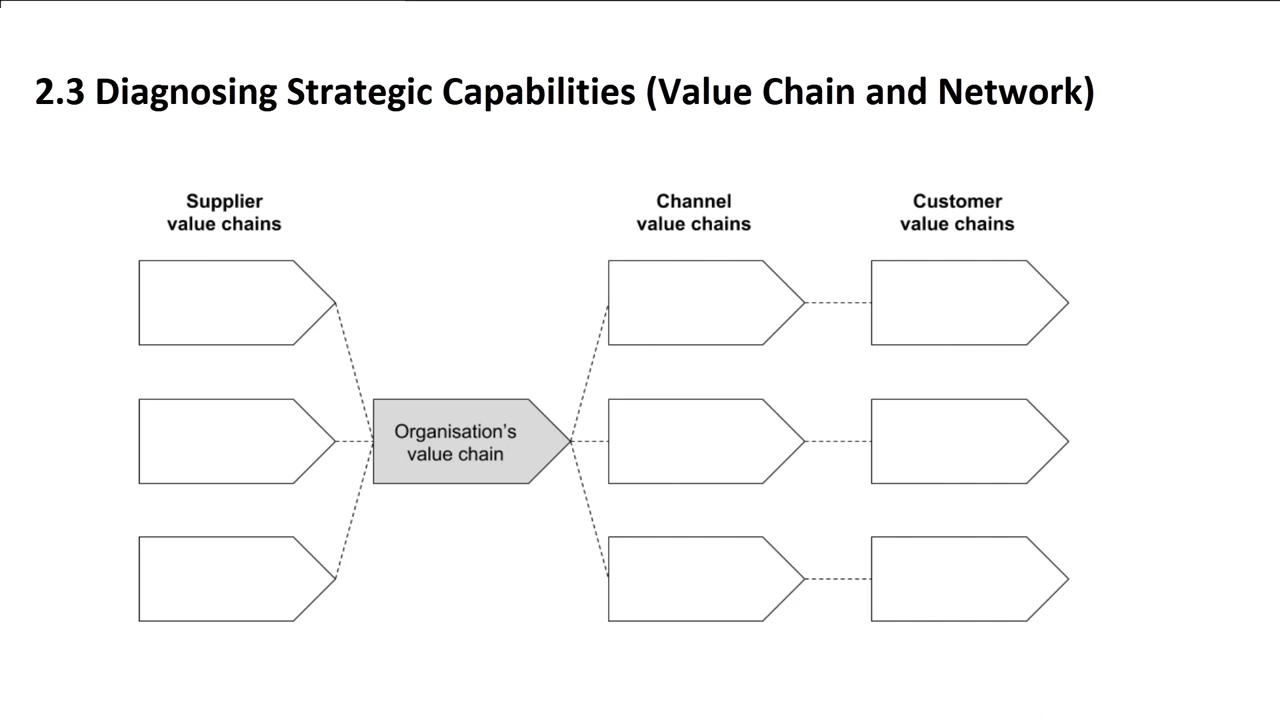 2.3 Diagnosing Strategic Capabilities (Value Chain and Network)
Supplier
value chains
Channel
value chains
Customer
value chains
Organisation's
value chain